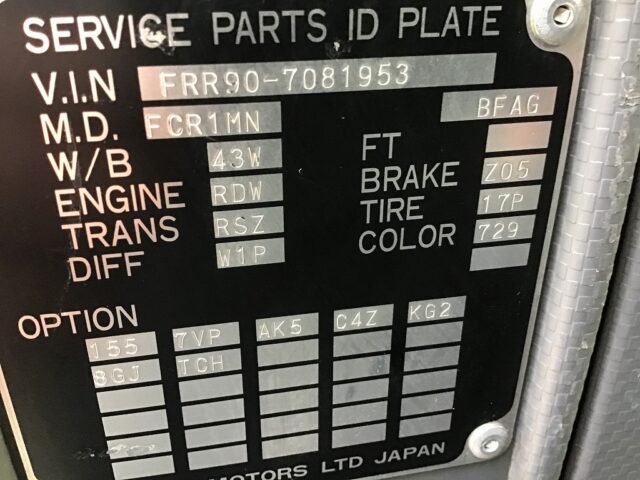 SERVICE PARTS ID PLATE
V.I.N FRR90-7081953
M.D. FCR1MN BFAG
W/B 43W FT
ENGINE RDW BRAKE Z05
TRANS RSZ TIRE 17P
DIFF W1P COLOR 729
OPTION
155 7VP AK5 C4Z KG2
8GJ TCH
MOTORS LTD JAPAN